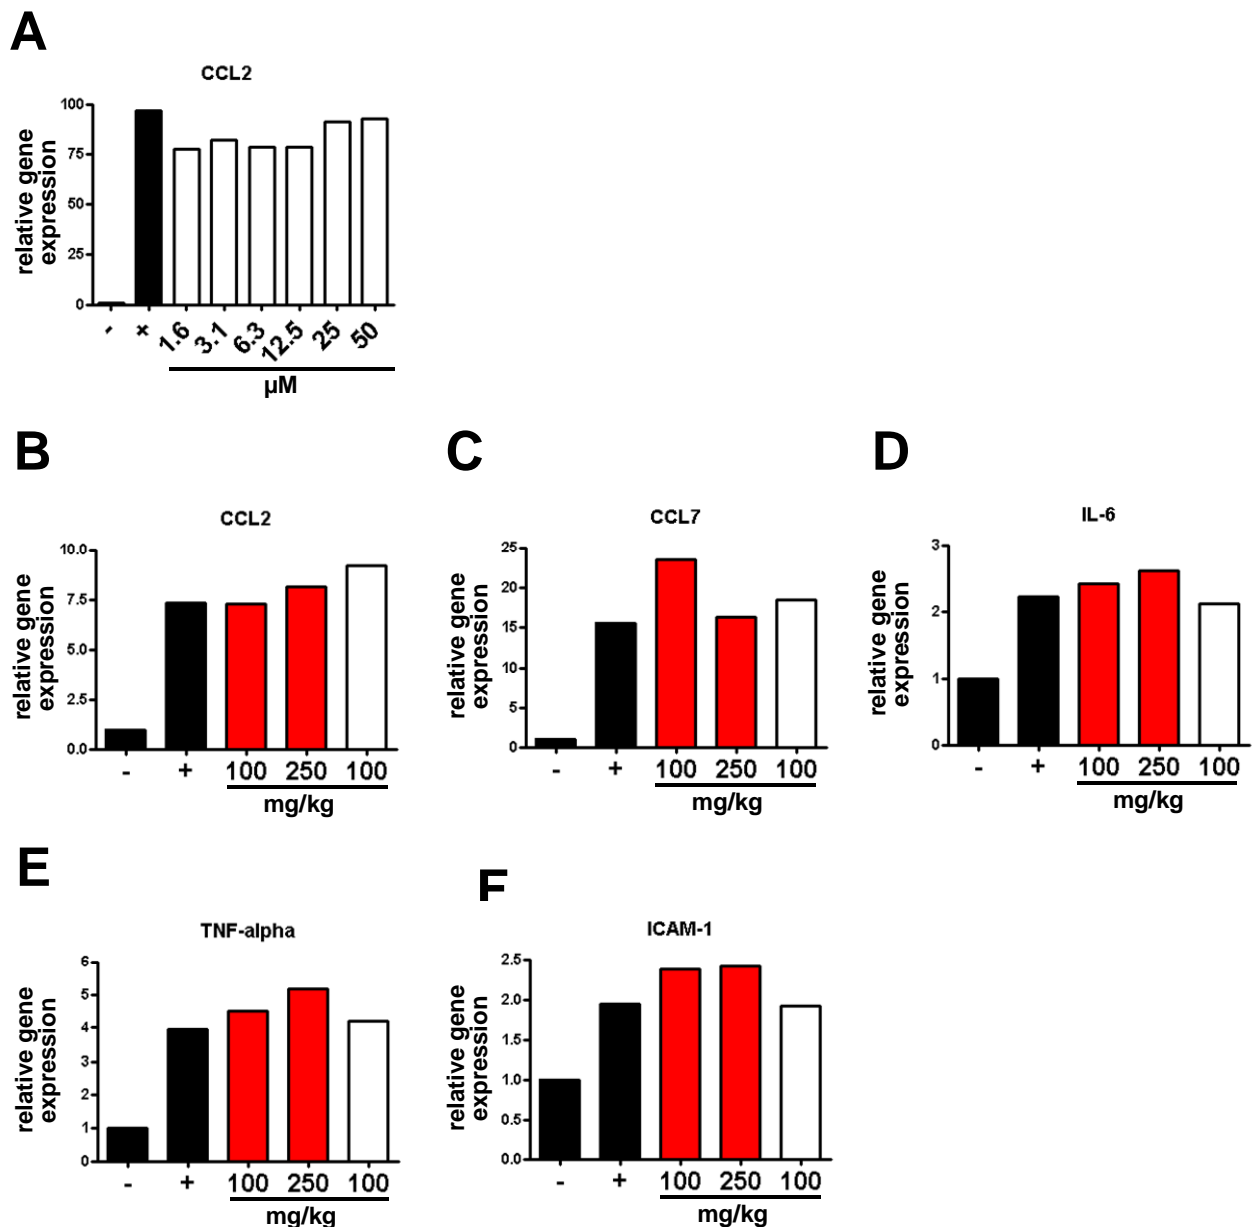 A
CCL2
relative gene
expression
100
75
50
25
0
- + 1.6 3.1 6.3 12.5 25 50
µM
B
CCL2
relative gene
expression
10.0
7.5
5.0
2.5
0.0
- + 100 250 100
mg/kg
C
CCL7
relative gene
expression
25
20
15
10
5
0
- + 100 250 100
mg/kg
D
IL-6
relative gene
expression
3
2
1
0
- + 100 250 100
mg/kg
E
TNF-alpha
relative gene
expression
6
5
4
3
2
1
0
- + 100 250 100
mg/kg
F
ICAM-1
relative gene
expression
2.5
2.0
1.5
1.0
0.5
0.0
- + 100 250 100
mg/kg